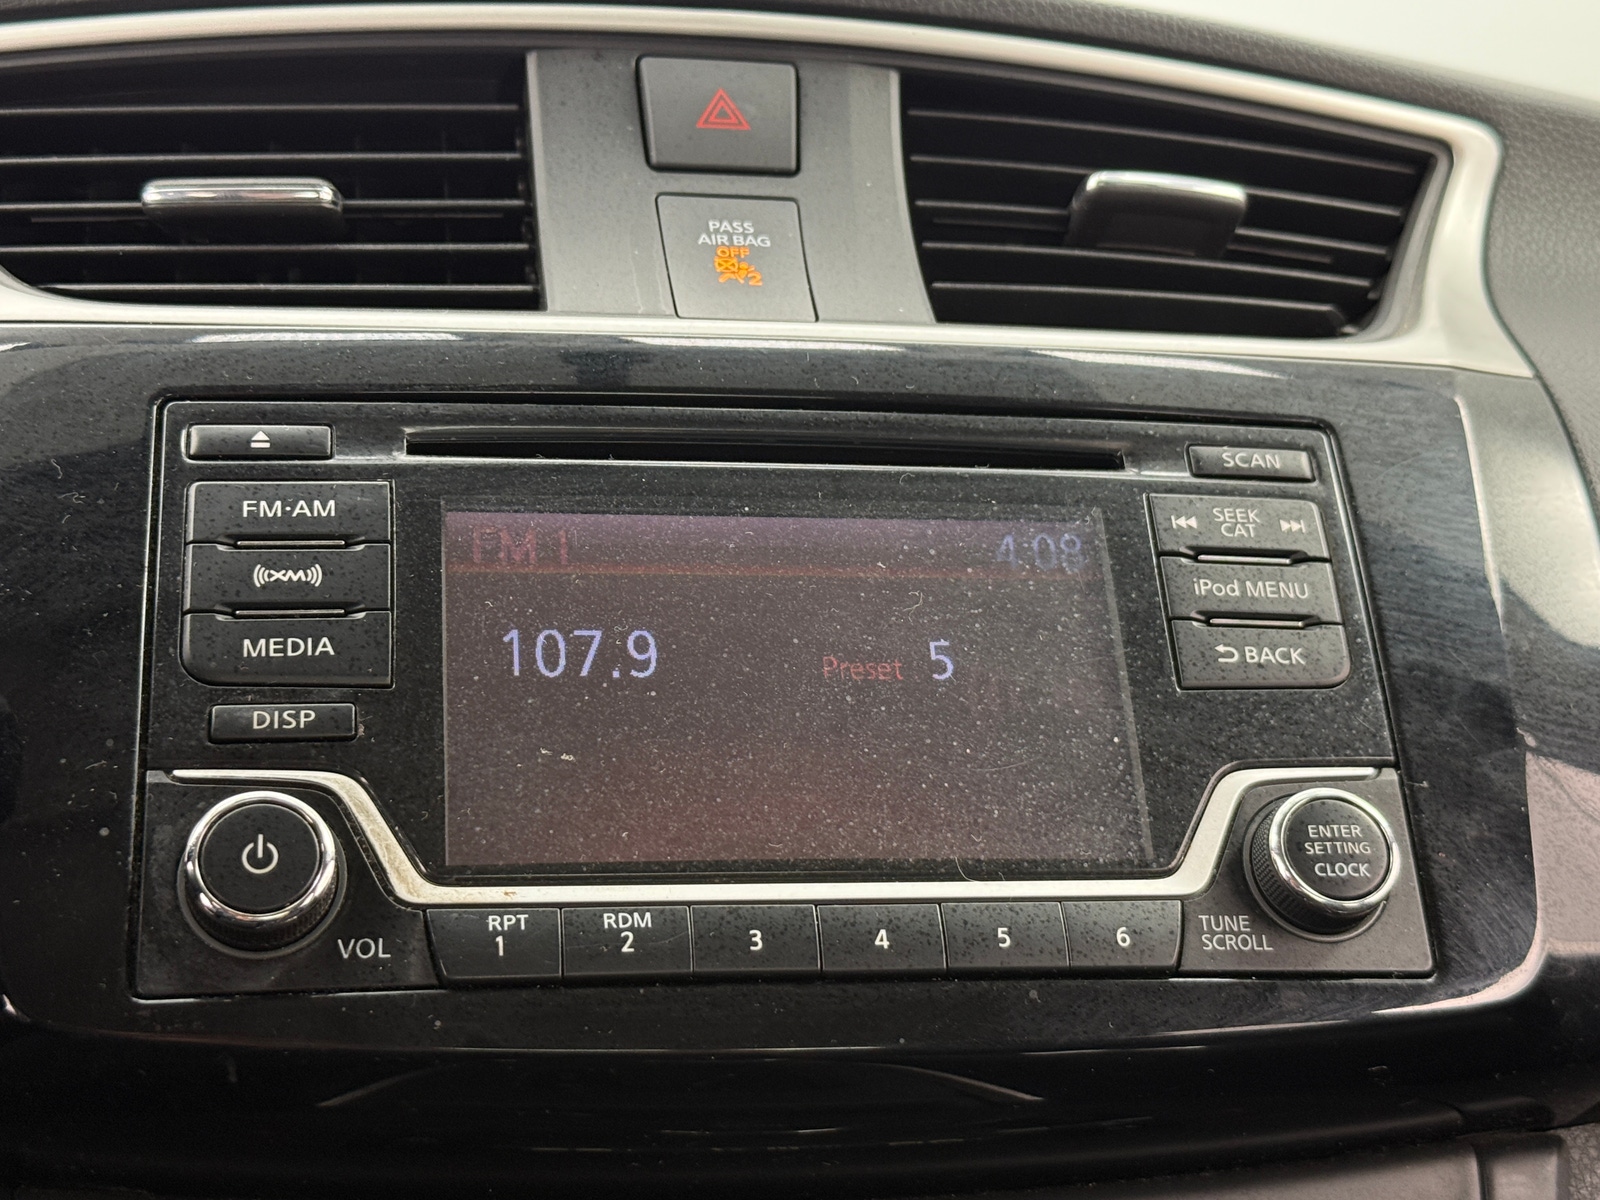 PASS
AIR BAG
OFF
2
SCAN
FM·AM
SEEK
CAT
XM
iPod MENU
MEDIA
BACK
DISP
FM 1
4:08
107.9
Preset 5
VOL
RPT
1
RDM
2
3
4
5
6
TUNE
SCROLL
ENTER
SETTING
CLOCK